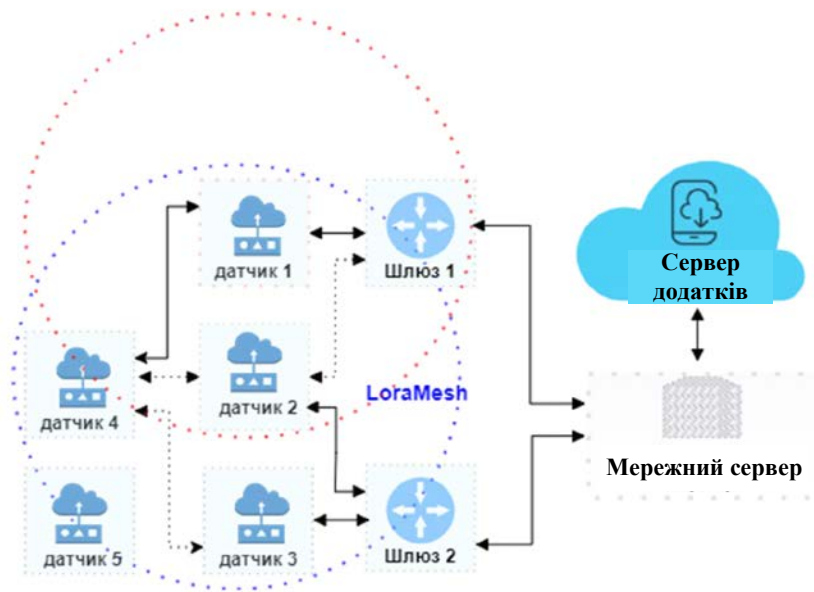 датчик 1
Шлюз 1
Сервер
додатків
датчик 4
датчик 2
LoraMesh
Мережний сервер
датчик 5
датчик 3
Шлюз 2